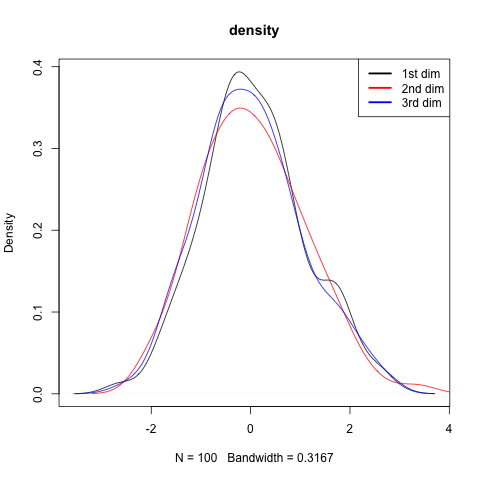 density
1st dim
2nd dim
3rd dim
Density
0.4
0.3
0.2
0.1
0.0
-2 0 2 4
N = 100 Bandwidth = 0.3167